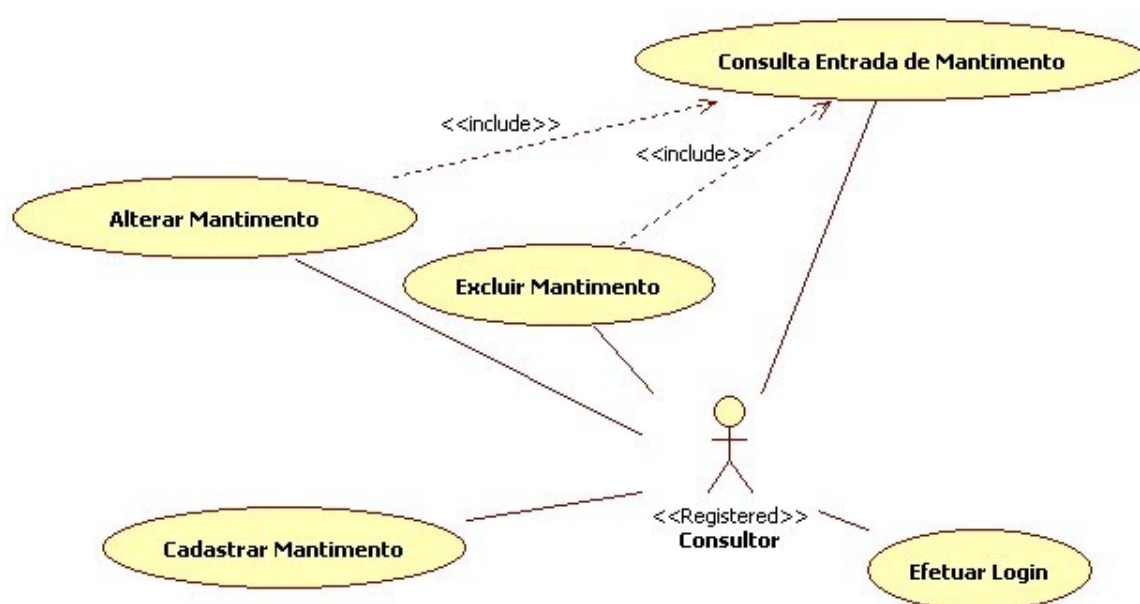 Consulta Entrada de Mantimento
<<include>>
<<include>>
Alterar Mantimento
Excluir Mantimento
<<Registered>>
Consultor
Cadastrar Mantimento
Efetuar Login